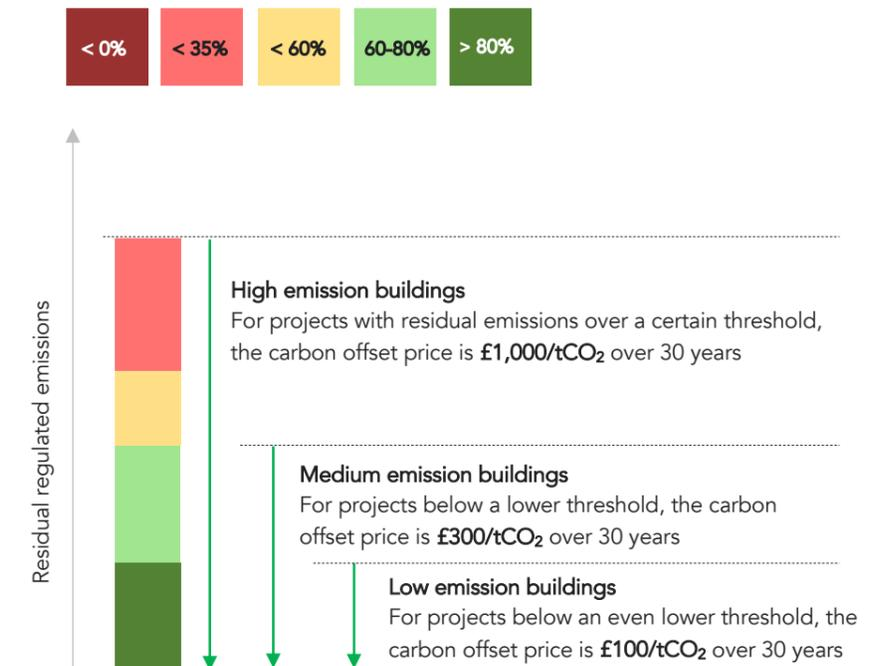 < 0%
< 35%
< 60%
60-80%
> 80%
Residual regulated emissions
High emission buildings
For projects with residual emissions over a certain threshold,
the carbon offset price is £1,000/tCO₂ over 30 years
Medium emission buildings
For projects below a lower threshold, the carbon
offset price is £300/tCO₂ over 30 years
Low emission buildings
For projects below an even lower threshold, the
carbon offset price is £100/tCO₂ over 30 years